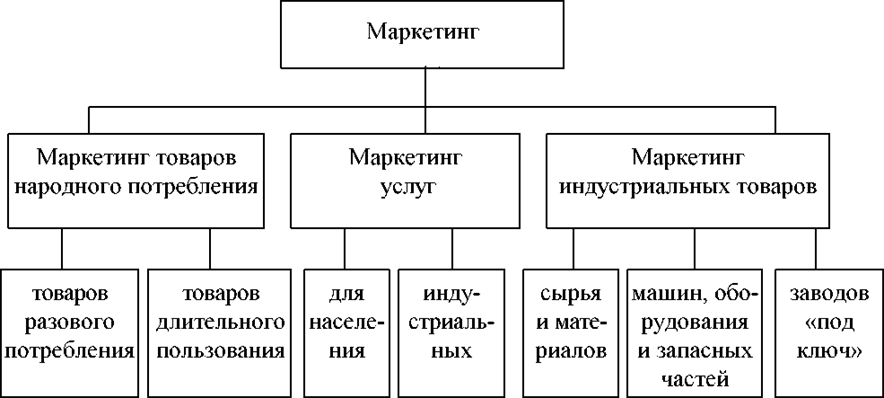 Маркетинг
Маркетинг товаров
народного потребления
Маркетинг
услуг
Маркетинг
индустриальных товаров
товаров
разового
потребления
товаров
длительного
пользования
для
населе-
ния
инду-
стриаль-
ных
сырья
и мате-
риалов
машин, обо-
рудования
и запасных
частей
заводов
«под
ключ»